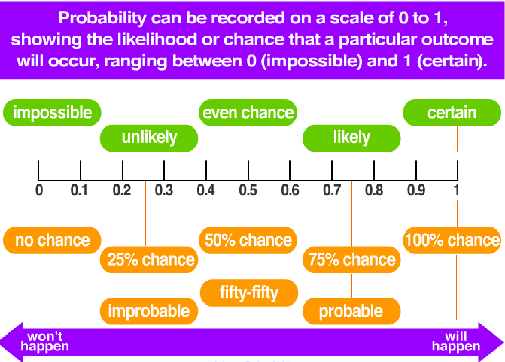 Probability can be recorded on a scale of 0 to 1,
showing the likelihood or chance that a particular outcome
will occur, ranging between 0 (impossible) and 1 (certain).
impossible even chance certain
unlikely likely
0 0.1 0.2 0.3 0.4 0.5 0.6 0.7 0.8 0.9 1
no chance 50% chance 100% chance
25% chance 75% chance
fifty-fifty
improbable probable
won't will
happen happen